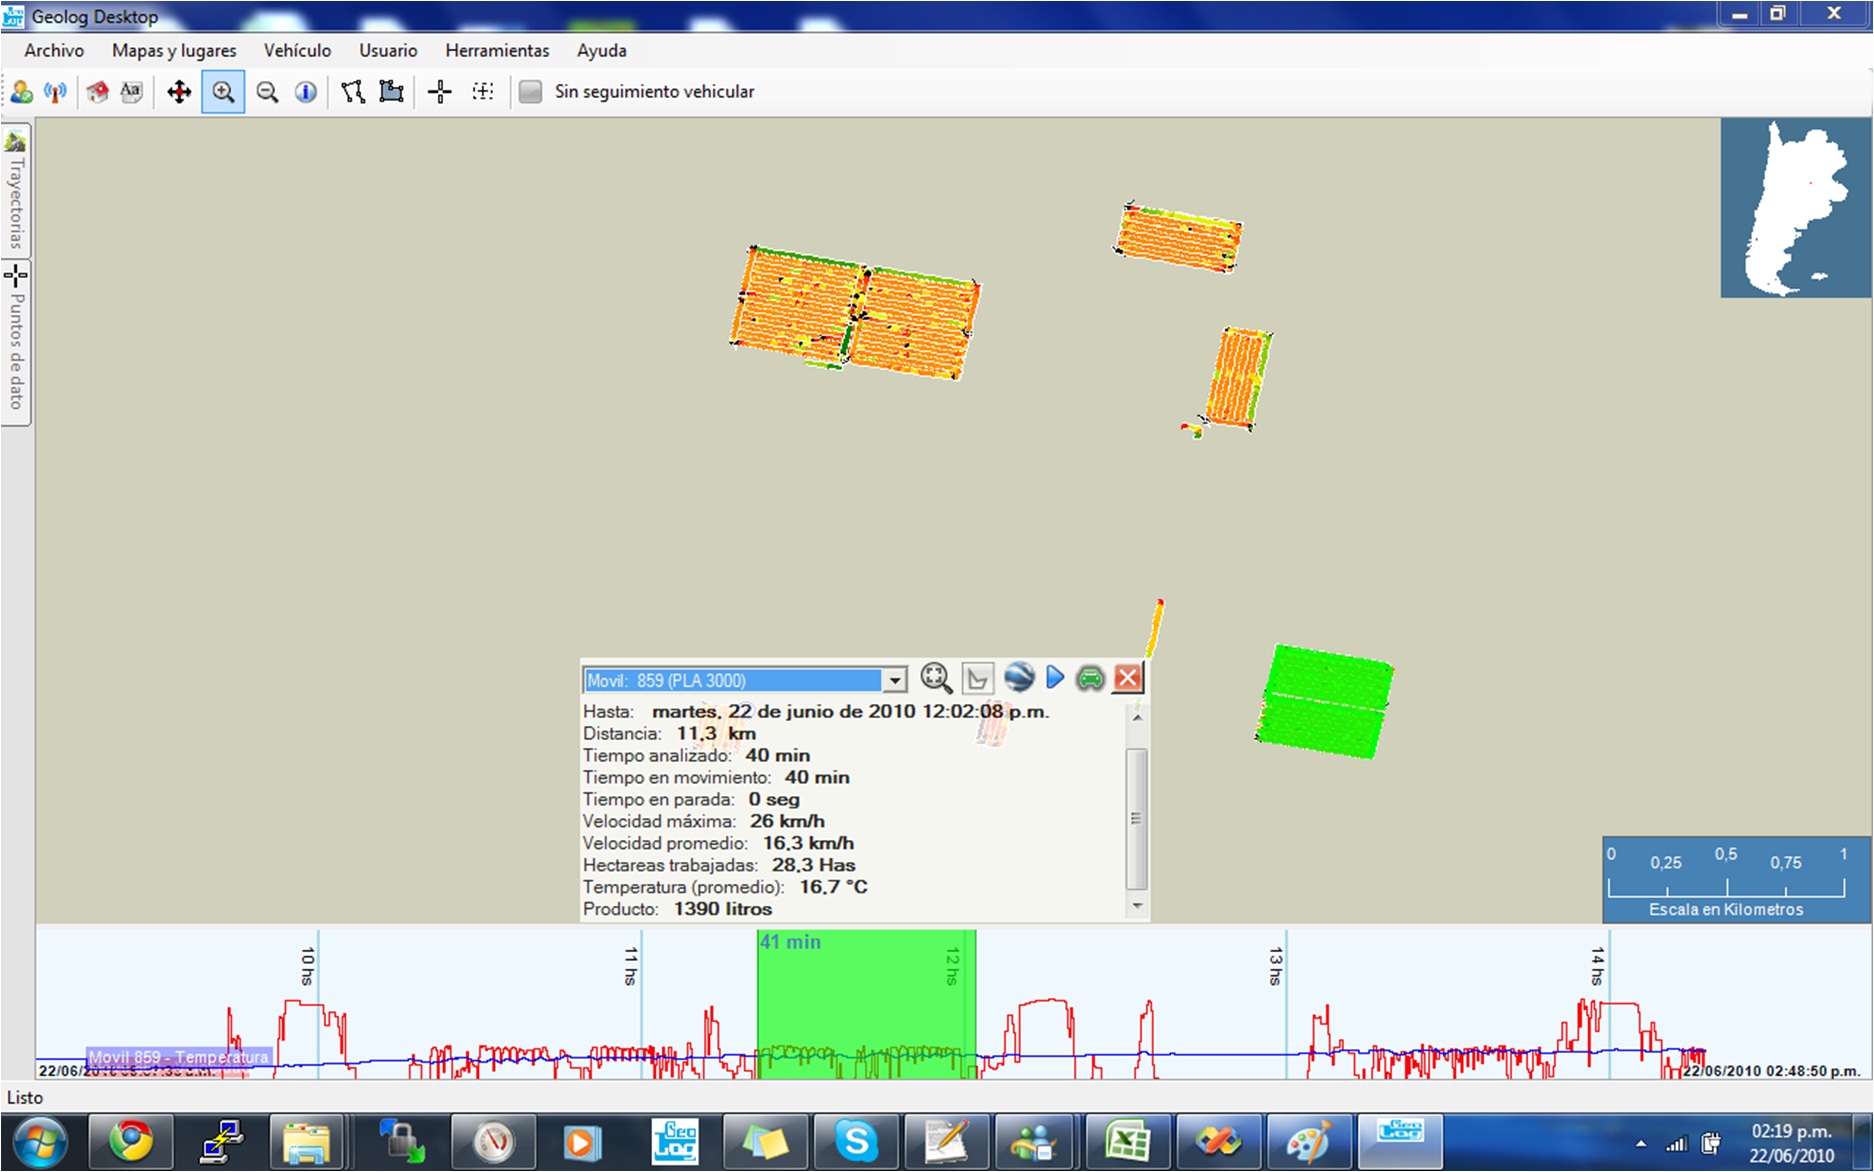 Geolog Desktop
Archivo Mapas y lugares Vehículo Usuario Herramientas Ayuda
Aa
Sin seguimiento vehicular
Trayectorias
Puntos de dato
Movil: 859 (PLA 3000)
Hasta: martes, 22 de junio de 2010 12:02:08 p.m.
Distancia: 11,3 km
Tiempo analizado: 40 min
Tiempo en movimiento: 40 min
Tiempo en parada: 0 seg
Velocidad máxima: 26 km/h
Velocidad promedio: 16,3 km/h
Hectareas trabajadas: 28,3 Has
Temperatura (promedio): 16,7 °C
Producto: 1390 litros
0 0,25 0,5 0,75 1
Escala en Kilometros
41 min
10 hs 11 hs 12 hs 13 hs 14 hs
Movil 859 - Temperatura
22/06/2010 02:48:50 p.m.
Listo
Geo Log
Geo Log
02:19 p.m.
22/06/2010